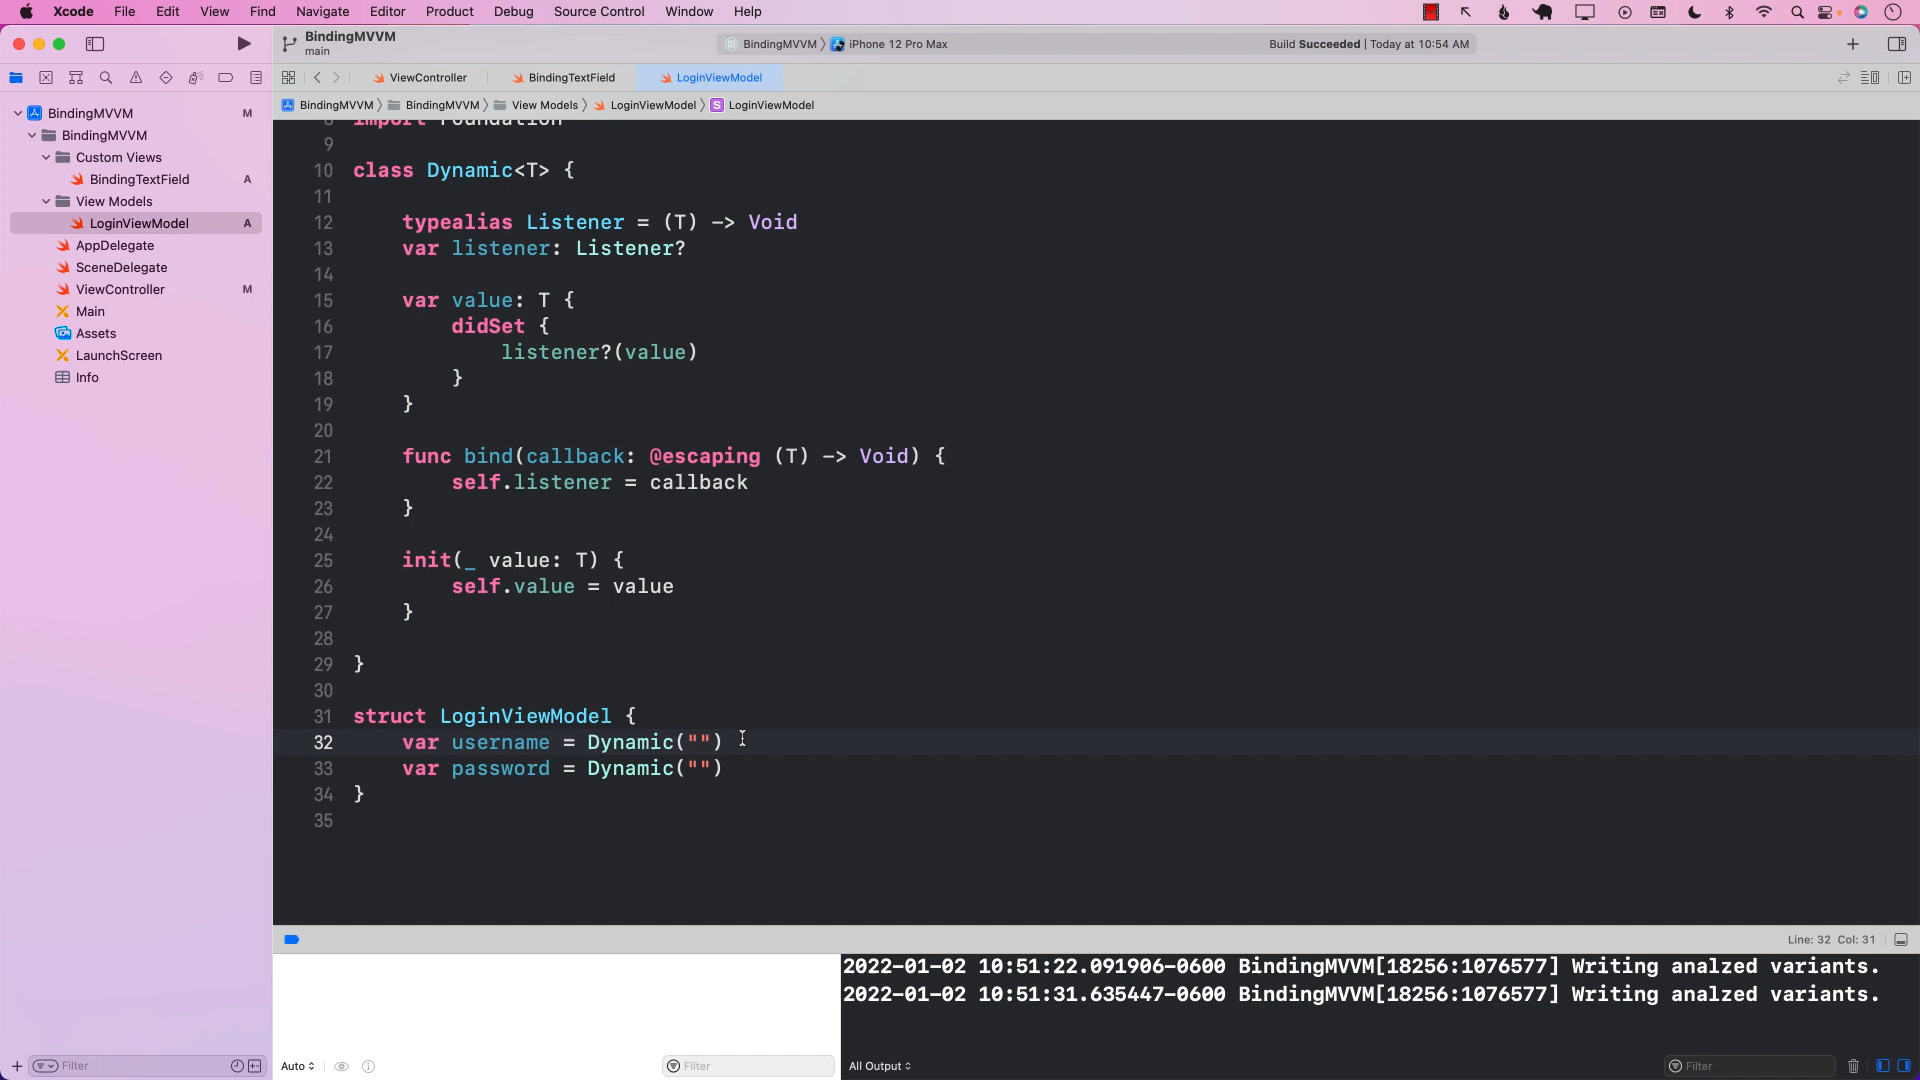 Xcode File Edit View Find Navigate Editor Product Debug Source Control Window Help
BindingMVVM
main
BindingMVVM 〉 iPhone 12 Pro Max
Build Succeeded | Today at 10:54 AM
ViewController BindingTextField LoginViewModel
BindingMVVM 〉 BindingMVVM 〉 View Models 〉 LoginViewModel 〉 S LoginViewModel
BindingMVVM M
BindingMVVM
Custom Views
BindingTextField A
View Models
LoginViewModel A
AppDelegate
SceneDelegate
ViewController M
Main
Assets
LaunchScreen
Info
Filter
8 import Foundation
9
10 class Dynamic<T> {
11
12 typealias Listener = (T) -> Void
13 var listener: Listener?
14
15 var value: T {
16 didSet {
17 listener?(value)
18 }
19 }
20
21 func bind(callback: @escaping (T) -> Void) {
22 self.listener = callback
23 }
24
25 init(_ value: T) {
26 self.value = value
27 }
28
29 }
30
31 struct LoginViewModel {
32 var username = Dynamic("")
33 var password = Dynamic("")
34 }
35
Line: 32 Col: 31
2022-01-02 10:51:22.091906-0600 BindingMVVM[18256:1076577] Writing analzed variants.
2022-01-02 10:51:31.635447-0600 BindingMVVM[18256:1076577] Writing analzed variants.
Auto Filter All Output Filter